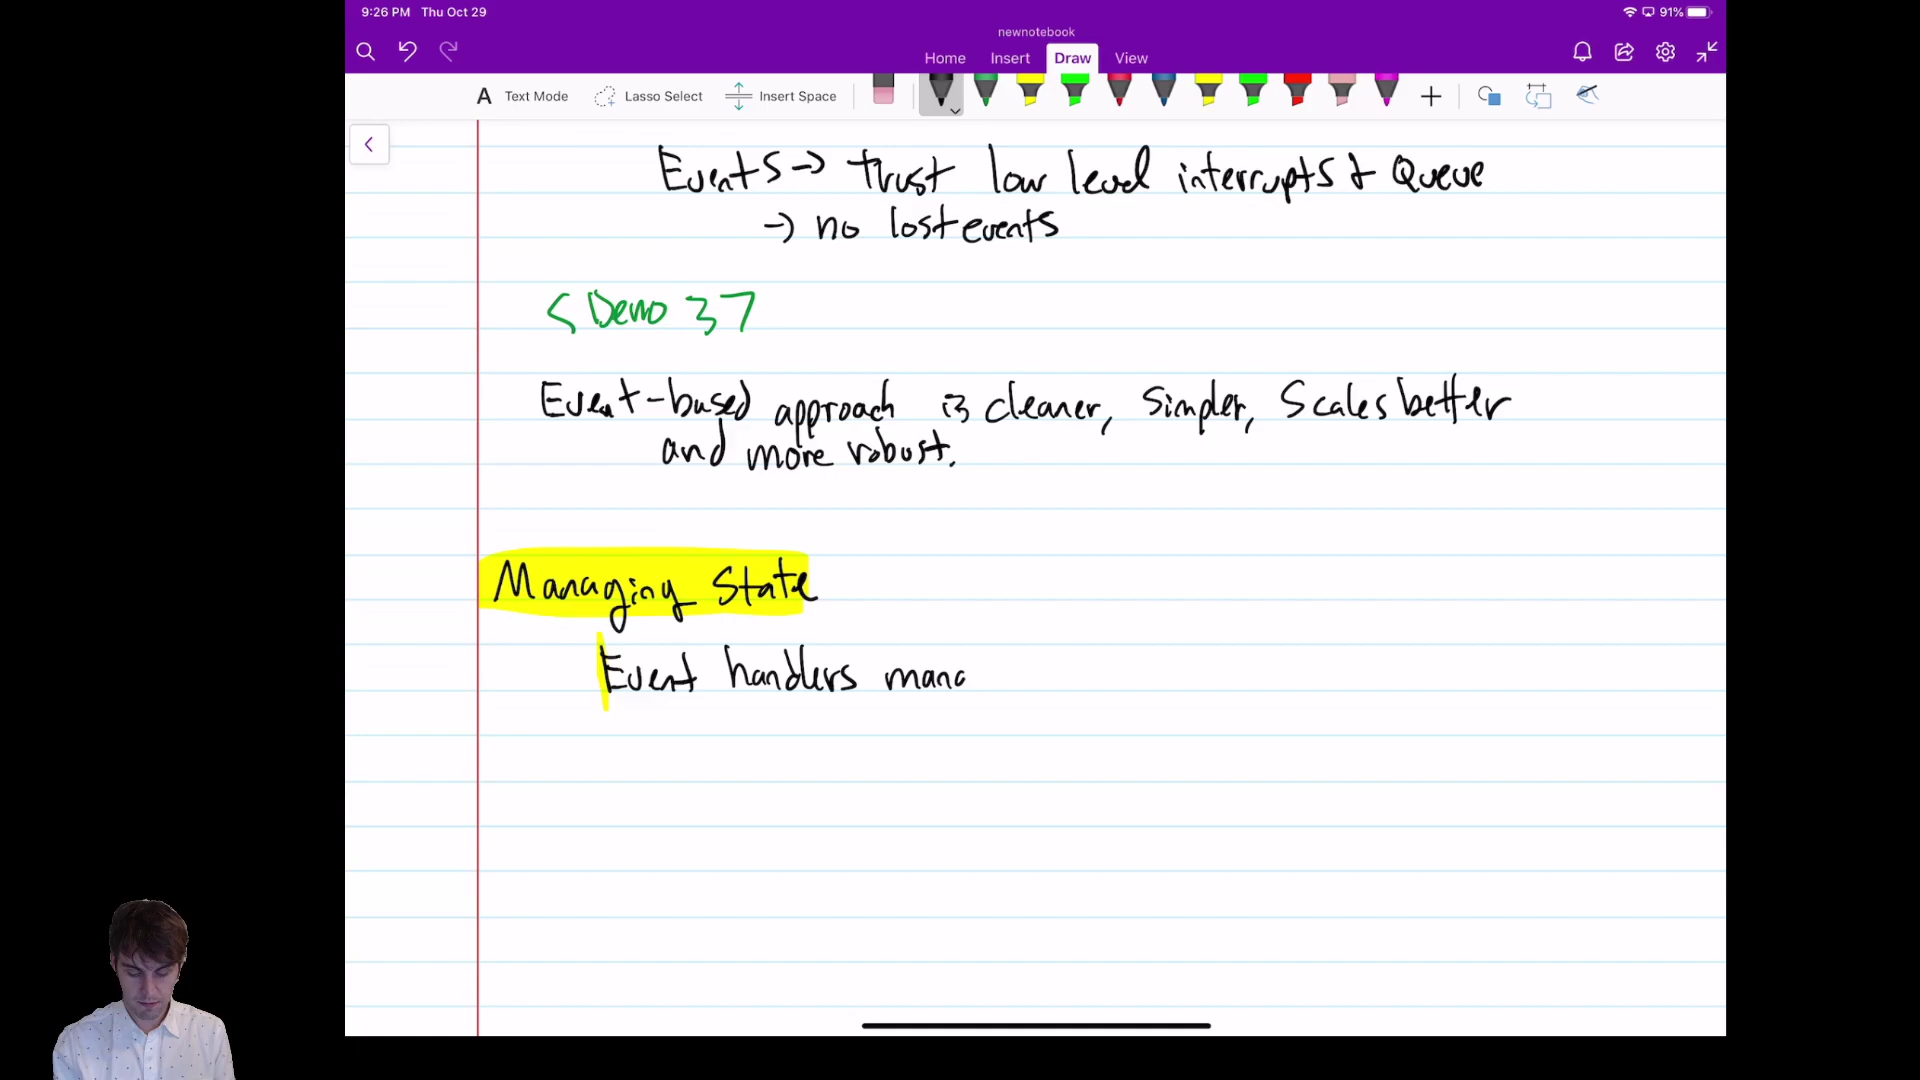 9:26 PM Thu Oct 29
91%
newnotebook
Home Insert Draw View
A Text Mode Lasso Select Insert Space
Events → trust low level interrupts & Queue
→ no lost events
< Demo 3 >
Event-based approach is cleaner, Simpler, Scales better
and more robust.
Managing State
Event handlers mana